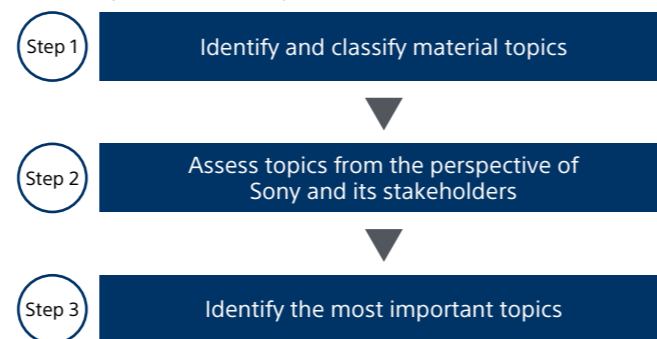 Step 1
Identify and classify material topics
Step 2
Assess topics from the perspective of
Sony and its stakeholders
Step 3
Identify the most important topics